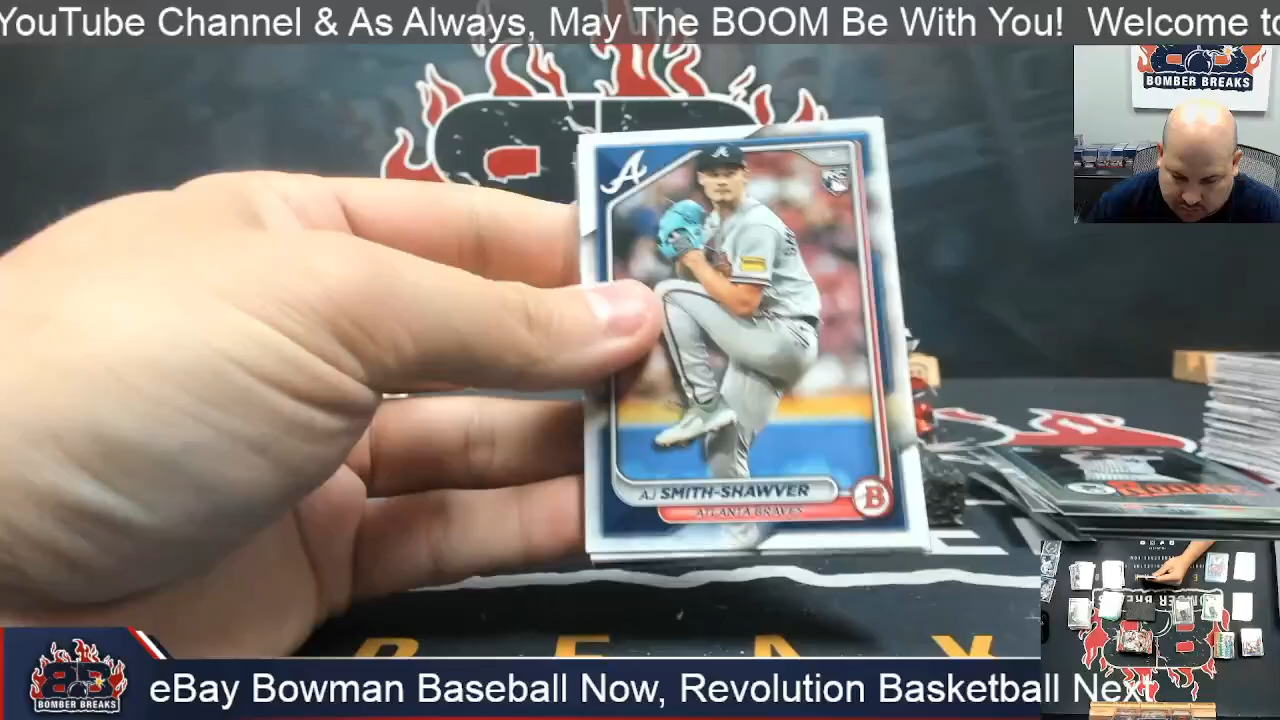 YouTube Channel & As Always, May The BOOM Be With You! Welcome to
BOMBER BREAKS
A
RC
AJ SMITH-SHAWVER
ATLANTA BRAVES
B
E
B R E A K
BOMBER BREAKS
eBay Bowman Baseball Now, Revolution Basketball Next